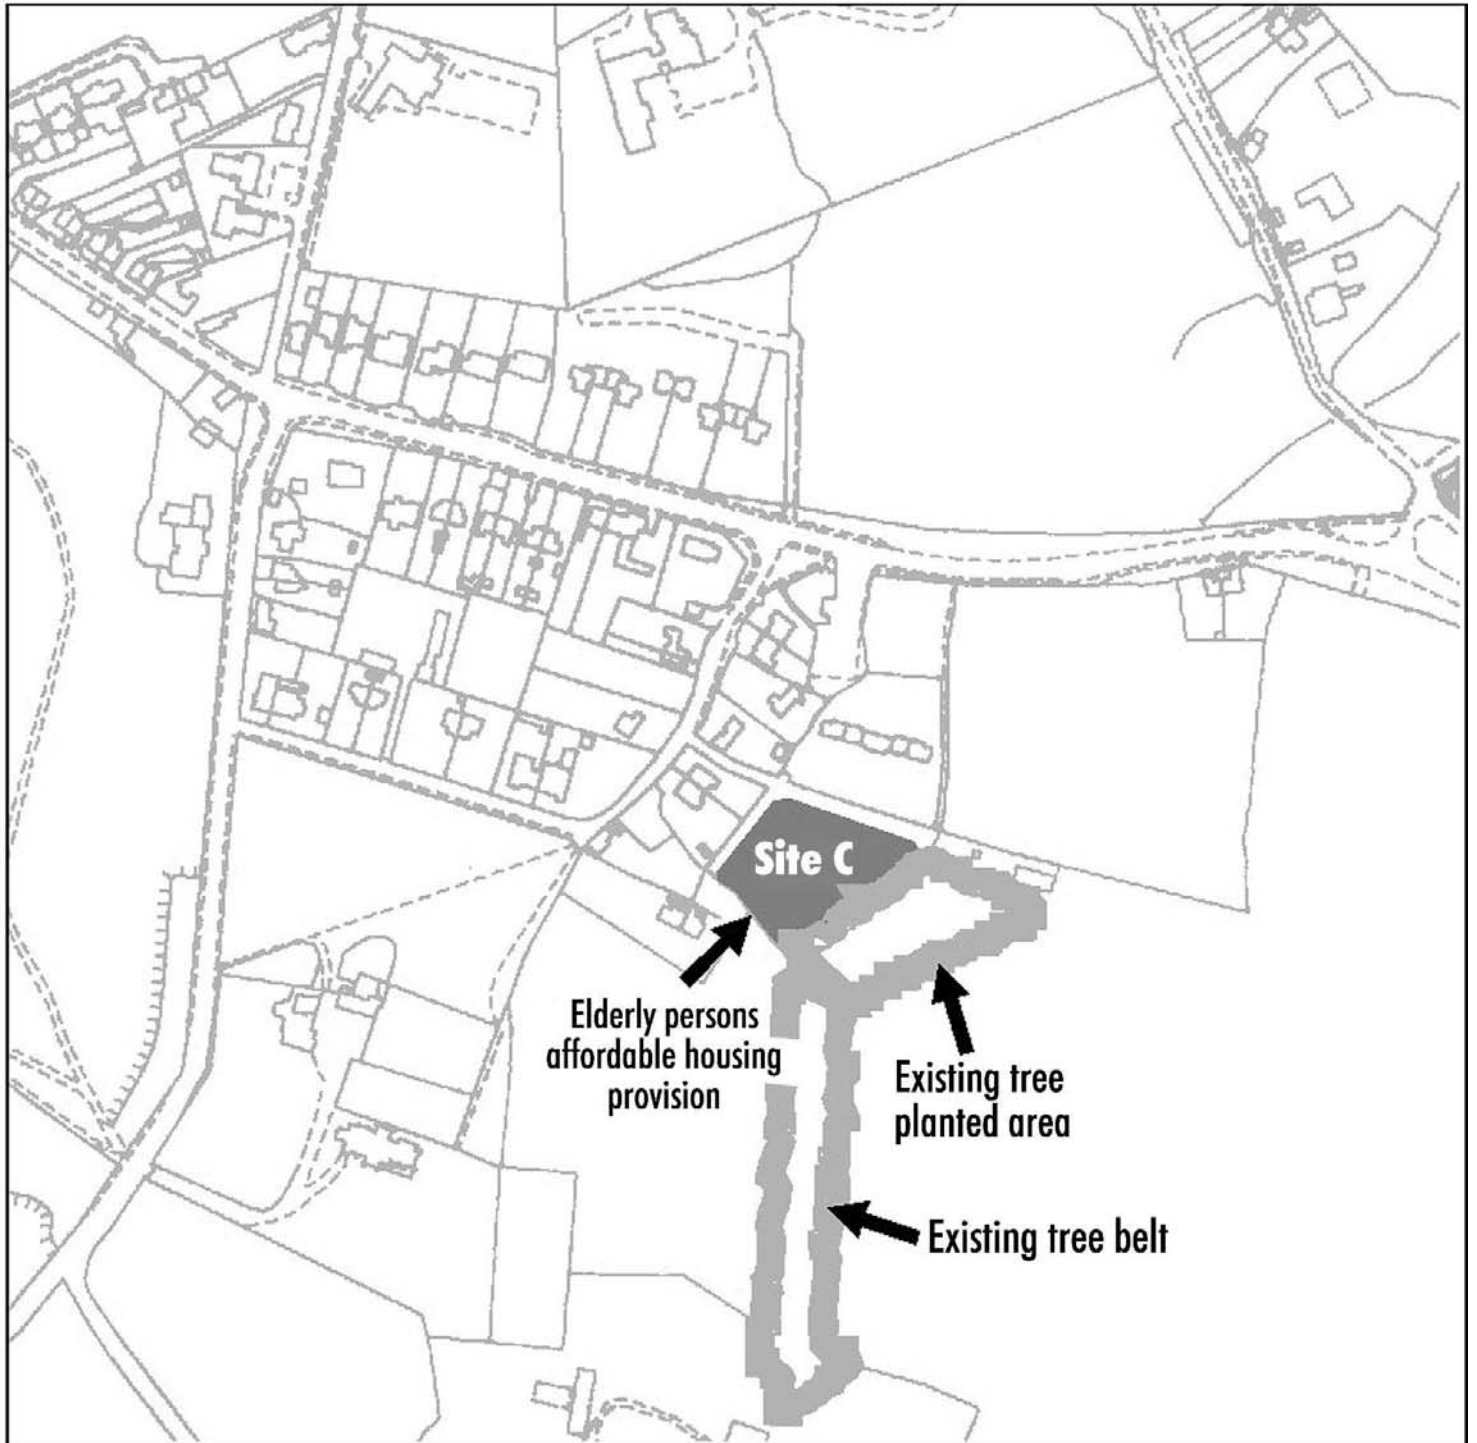 Site C
Elderly persons
affordable housing
provision
Existing tree
planted area
Existing tree belt